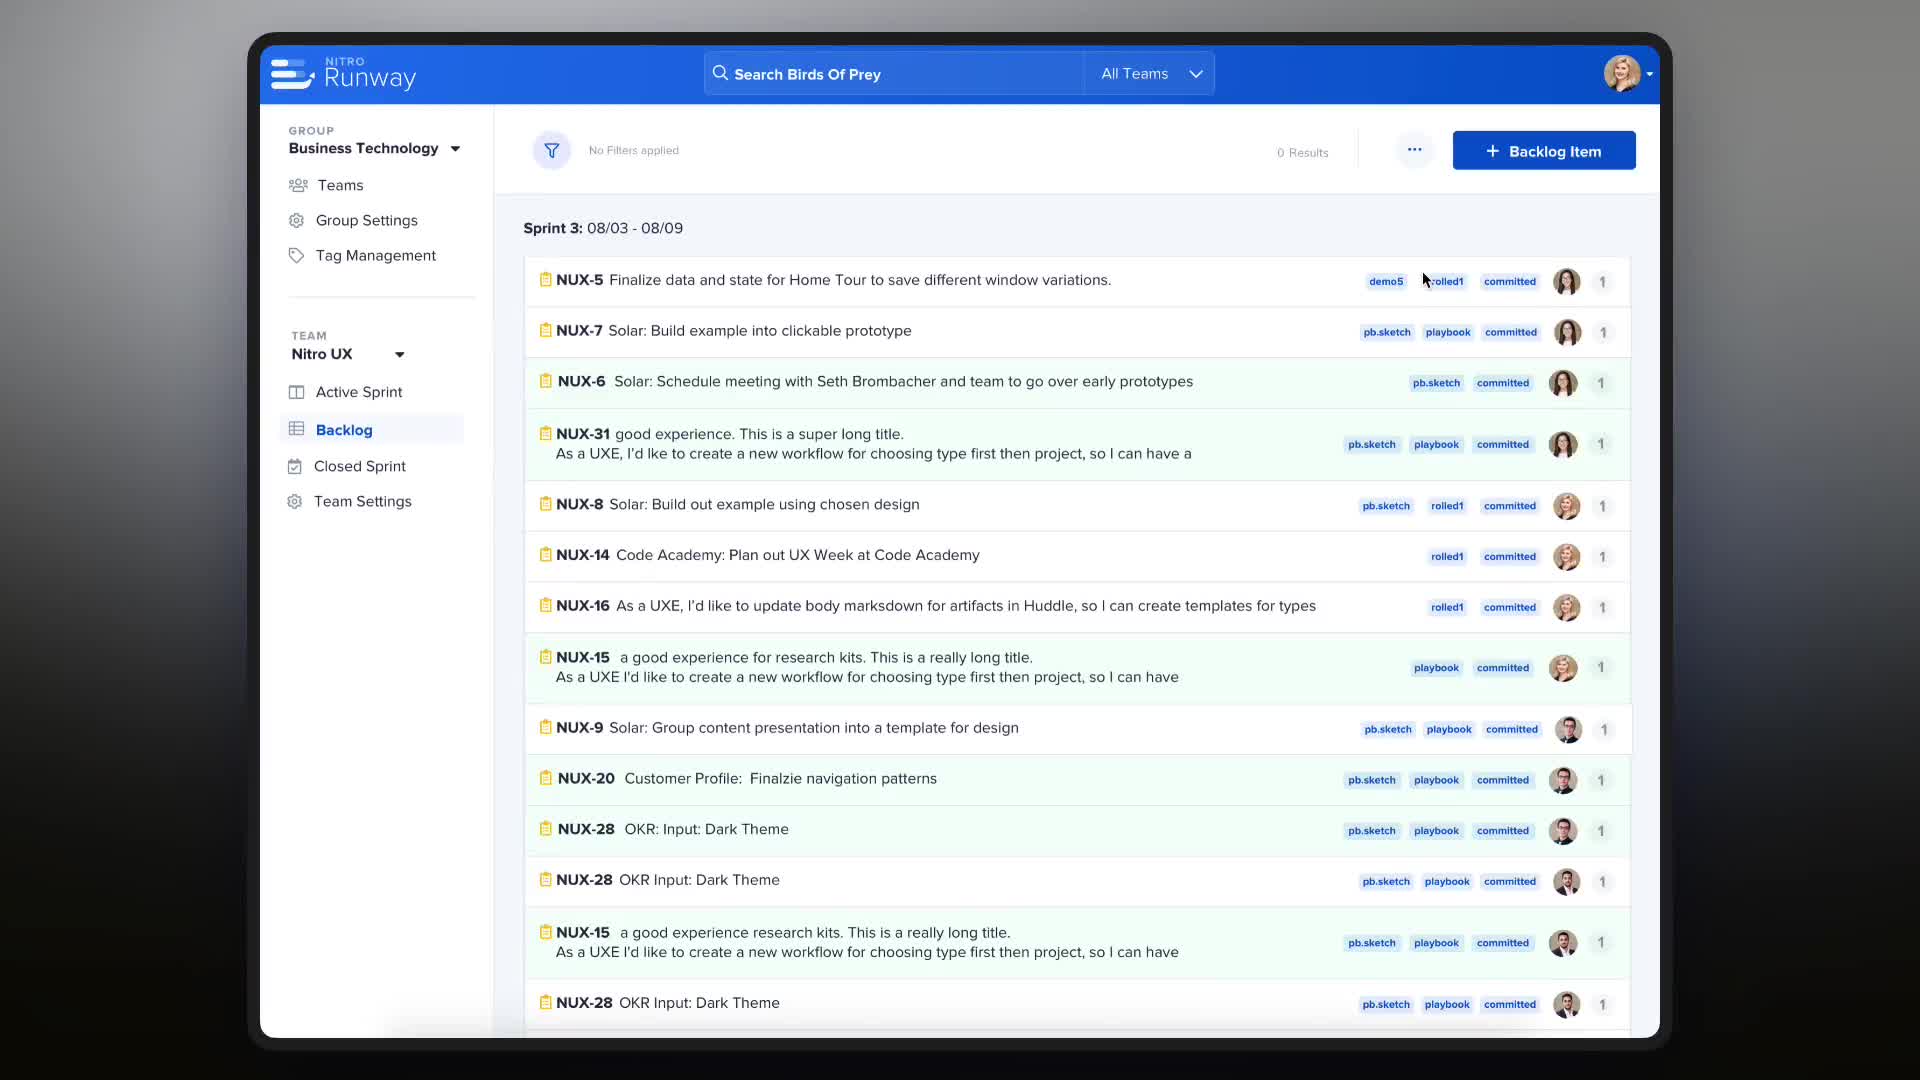 NITRO
Runway
Search Birds Of Prey
All Teams
GROUP
Business Technology
Teams
Group Settings
Tag Management
TEAM
Nitro UX
Active Sprint
Backlog
Closed Sprint
Team Settings
No Filters applied
0 Results
+ Backlog Item
Sprint 3: 08/03 - 08/09
NUX-5 Finalize data and state for Home Tour to save different window variations. demo5 rolled1 committed 1
NUX-7 Solar: Build example into clickable prototype pb.sketch playbook committed 1
NUX-6 Solar: Schedule meeting with Seth Brombacher and team to go over early prototypes pb.sketch committed 1
NUX-31 good experience. This is a super long title.
As a UXE, I'd lke to create a new workflow for choosing type first then project, so I can have a
pb.sketch playbook committed 1
NUX-8 Solar: Build out example using chosen design pb.sketch rolled1 committed 1
NUX-14 Code Academy: Plan out UX Week at Code Academy rolled1 committed 1
NUX-16 As a UXE, I'd like to update body marksdown for artifacts in Huddle, so I can create templates for types rolled1 committed 1
NUX-15 a good experience for research kits. This is a really long title.
As a UXE I'd like to create a new workflow for choosing type first then project, so I can have
playbook committed 1
NUX-9 Solar: Group content presentation into a template for design pb.sketch playbook committed 1
NUX-20 Customer Profile: Finalzie navigation patterns pb.sketch playbook committed 1
NUX-28 OKR: Input: Dark Theme pb.sketch playbook committed 1
NUX-28 OKR Input: Dark Theme pb.sketch playbook committed 1
NUX-15 a good experience research kits. This is a really long title.
As a UXE I'd like to create a new workflow for choosing type first then project, so I can have
pb.sketch playbook committed 1
NUX-28 OKR Input: Dark Theme pb.sketch playbook committed 1